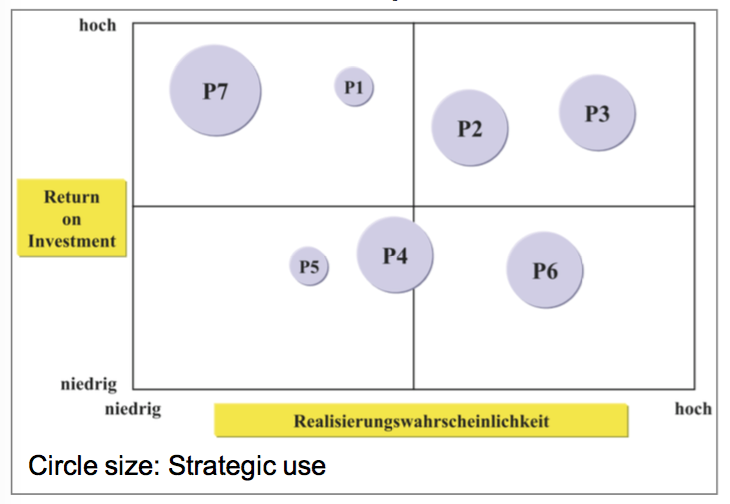 hoch
P7
P1
P2
P3
Return
on
Investment
P5
P4
P6
niedrig
niedrig
hoch
Realisierungswahrscheinlichkeit
Circle size: Strategic use